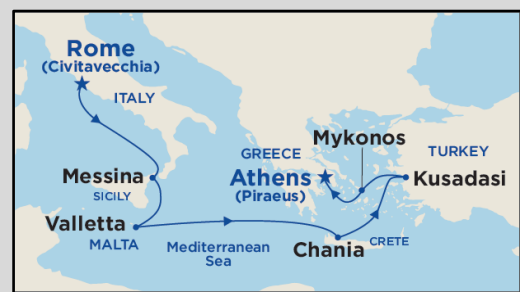 Rome
(Civitavecchia)
ITALY
Mykonos
GREECE
TURKEY
Messina
Athens
Kusadasi
SICILY
(Piraeus)
Valletta
MALTA
Mediterranean
Sea
Chania
CRETE